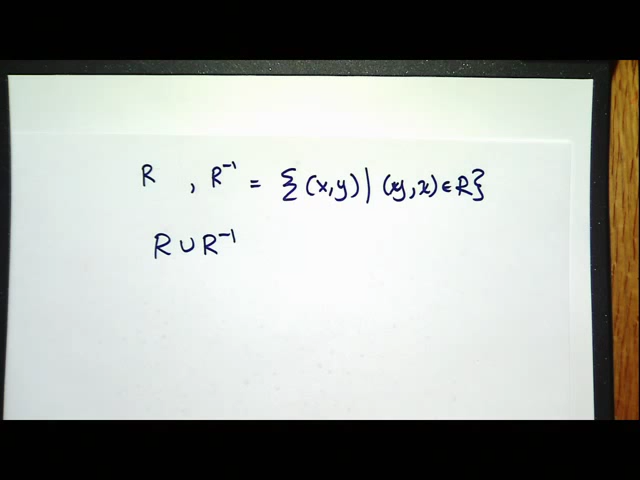 R , R⁻¹ = {(x,y) | (y,x) ∈ R}
R ∪ R⁻¹